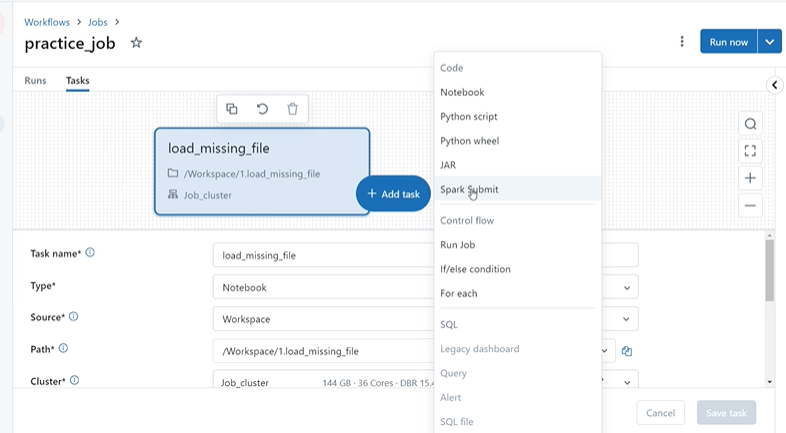 Workflows > Jobs >
practice_job
Run now
Runs Tasks
load_missing_file
/Workspace/1.load_missing_file
Job_cluster
+ Add task
Code
Notebook
Python script
Python wheel
JAR
Spark Submit
Control flow
Run Job
If/else condition
For each
SQL
Legacy dashboard
Query
Alert
SQL file
Task name* load_missing_file
Type* Notebook
Source* Workspace
Path* /Workspace/1.load_missing_file
Cluster* Job_cluster 144 GB · 36 Cores · DBR
Cancel Save task